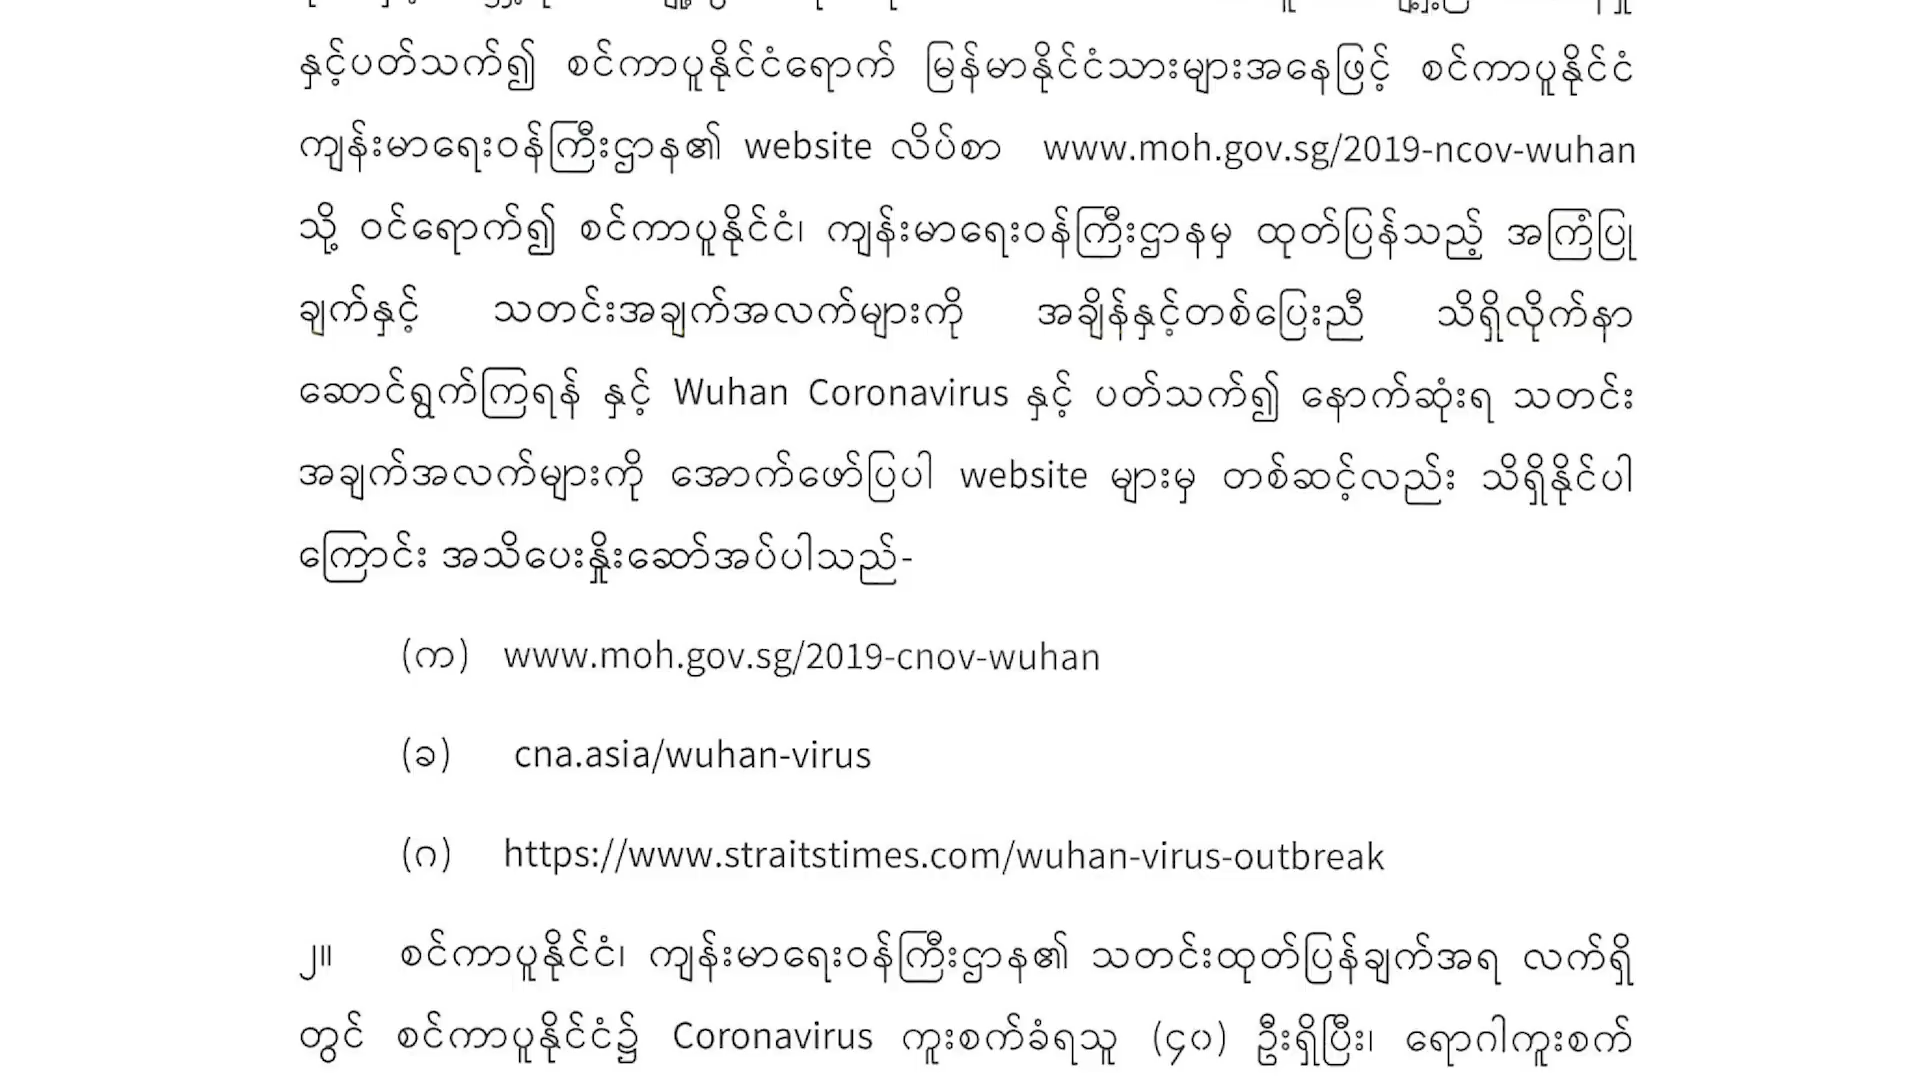 နှင့်ပတ်သက်၍ စင်ကာပူနိုင်ငံရောက် မြန်မာနိုင်ငံသားများအနေဖြင့် စင်ကာပူနိုင်ငံ
ကျန်းမာရေးဝန်ကြီးဌာန၏ website လိပ်စာ www.moh.gov.sg/2019-ncov-wuhan
သို့ ဝင်ရောက်၍ စင်ကာပူနိုင်ငံ၊ ကျန်းမာရေးဝန်ကြီးဌာနမှ ထုတ်ပြန်သည့် အကြံပြု
ချက်နှင့် သတင်းအချက်အလက်များကို အချိန်နှင့်တစ်ပြေးညီ သိရှိလိုက်နာ
ဆောင်ရွက်ကြရန် နှင့် Wuhan Coronavirus နှင့် ပတ်သက်၍ နောက်ဆုံးရ သတင်း
အချက်အလက်များကို အောက်ဖော်ပြပါ website များမှ တစ်ဆင့်လည်း သိရှိနိုင်ပါ
ကြောင်း အသိပေးနှိုးဆော်အပ်ပါသည်-
(က) www.moh.gov.sg/2019-cnov-wuhan
(ခ) cna.asia/wuhan-virus
(ဂ) https://www.straitstimes.com/wuhan-virus-outbreak
၂။ စင်ကာပူနိုင်ငံ၊ ကျန်းမာရေးဝန်ကြီးဌာန၏ သတင်းထုတ်ပြန်ချက်အရ လက်ရှိ
တွင် စင်ကာပူနိုင်ငံ၌ Coronavirus ကူးစက်ခံရသူ (၄၀) ဦးရှိပြီး၊ ရောဂါကူးစက်